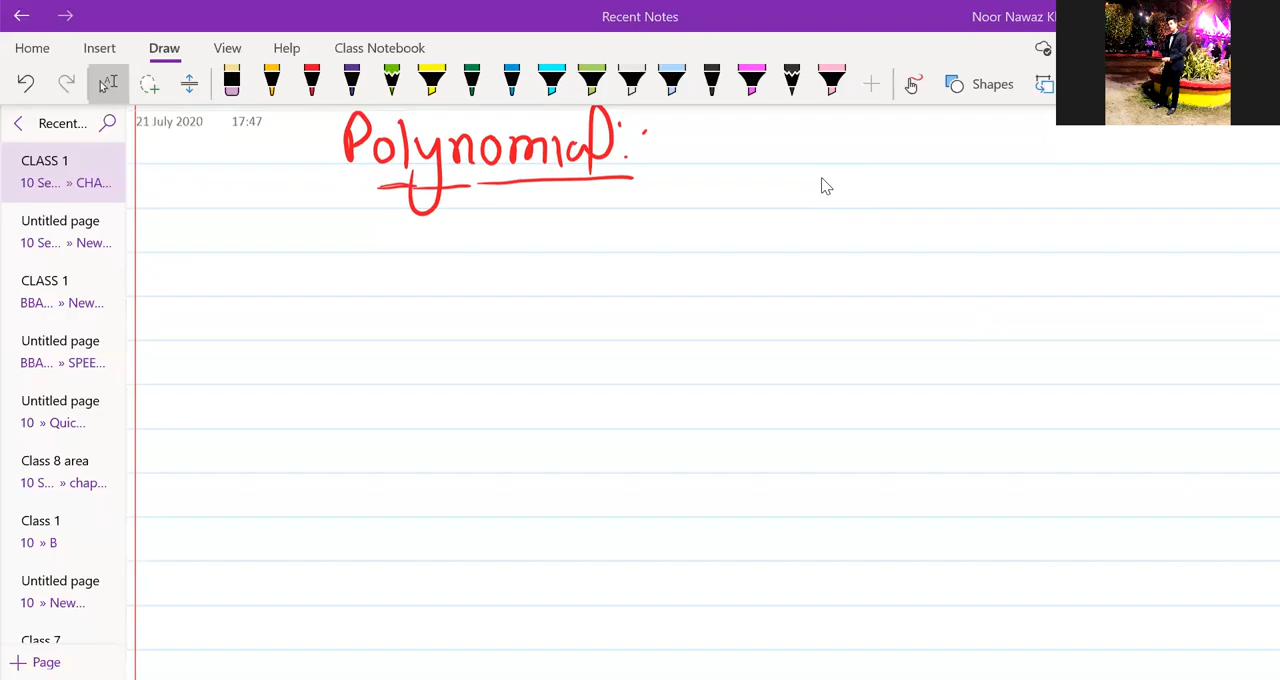 Recent Notes
Noor Nawaz K
Home Insert Draw View Help Class Notebook
Shapes
Recent...
21 July 2020 17:47
Polynomial:
CLASS 1
10 Se... » CHA...
Untitled page
10 Se... » New...
CLASS 1
BBA... » New...
Untitled page
BBA... » SPEE...
Untitled page
10 » Quic...
Class 8 area
10 S... » chap...
Class 1
10 » B
Untitled page
10 » New...
Class 7
+ Page